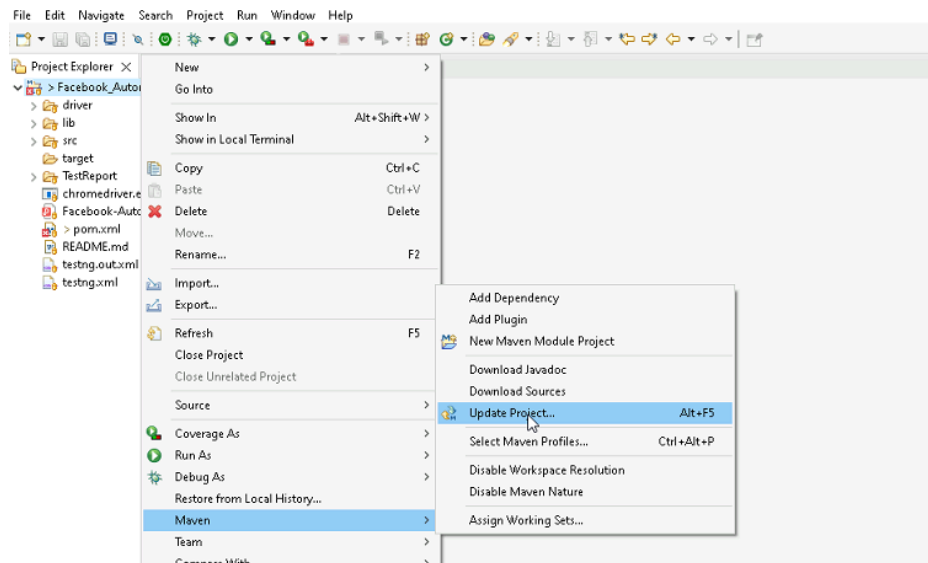 File Edit Navigate Search Project Run Window Help
Project Explorer
> Facebook_Autor
driver
lib
src
target
TestReport
chromedriver.e
Facebook-Auto
> pom.xml
README.md
testng.out.xml
testng.xml
New
Go Into
Show In Alt+Shift+W >
Show in Local Terminal
Copy Ctrl+C
Paste Ctrl+V
Delete Delete
Move...
Rename... F2
Import...
Export...
Refresh F5
Close Project
Close Unrelated Project
Source
Coverage As
Run As
Debug As
Restore from Local History...
Maven
Team
Compare With
Add Dependency
Add Plugin
New Maven Module Project
Download Javadoc
Download Sources
Update Project... Alt+F5
Select Maven Profiles... Ctrl+Alt+P
Disable Workspace Resolution
Disable Maven Nature
Assign Working Sets...